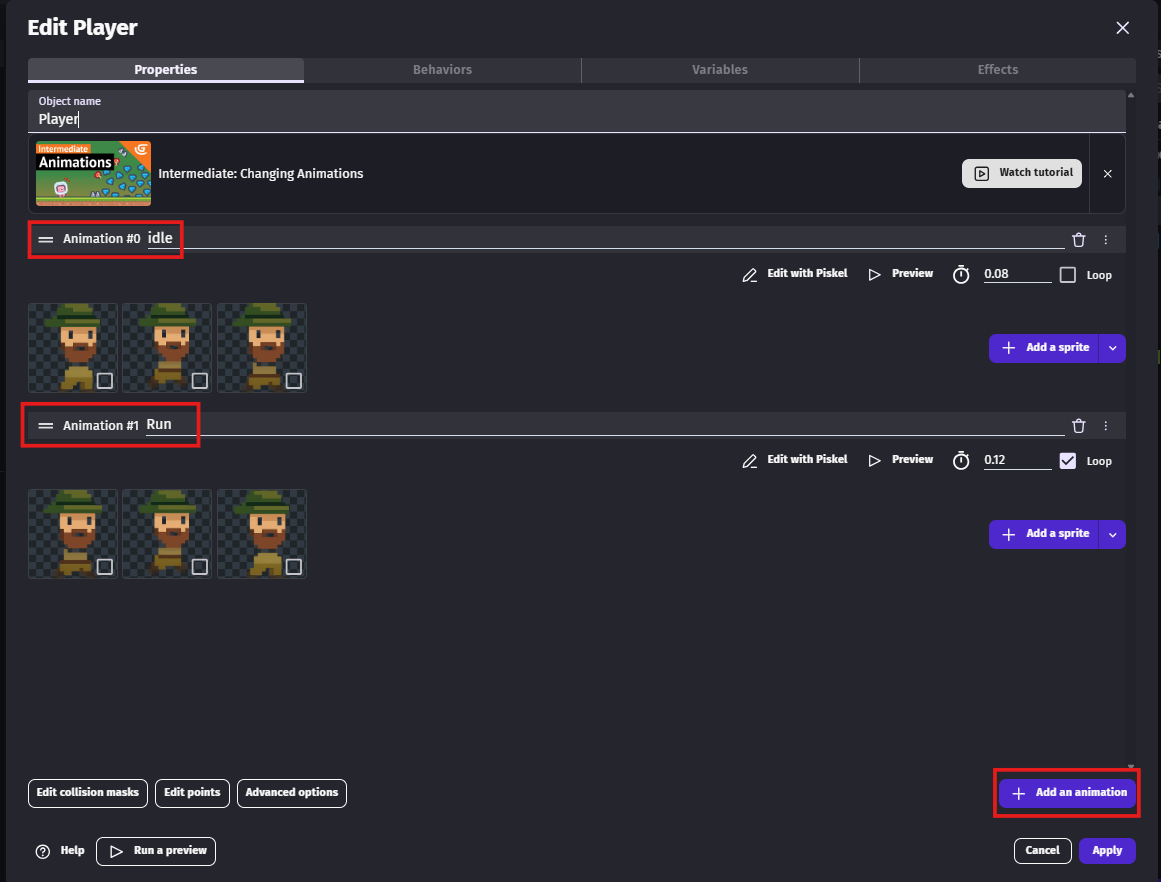 Edit Player
Properties Behaviors Variables Effects
Object name
Player
Intermediate
Animations
Intermediate: Changing Animations
Watch tutorial
Animation #0 idle
Edit with Piskel Preview 0.08 Loop
Add a sprite
Animation #1 Run
Edit with Piskel Preview 0.12 Loop
Add a sprite
Edit collision masks Edit points Advanced options Add an animation
Help Run a preview Cancel Apply